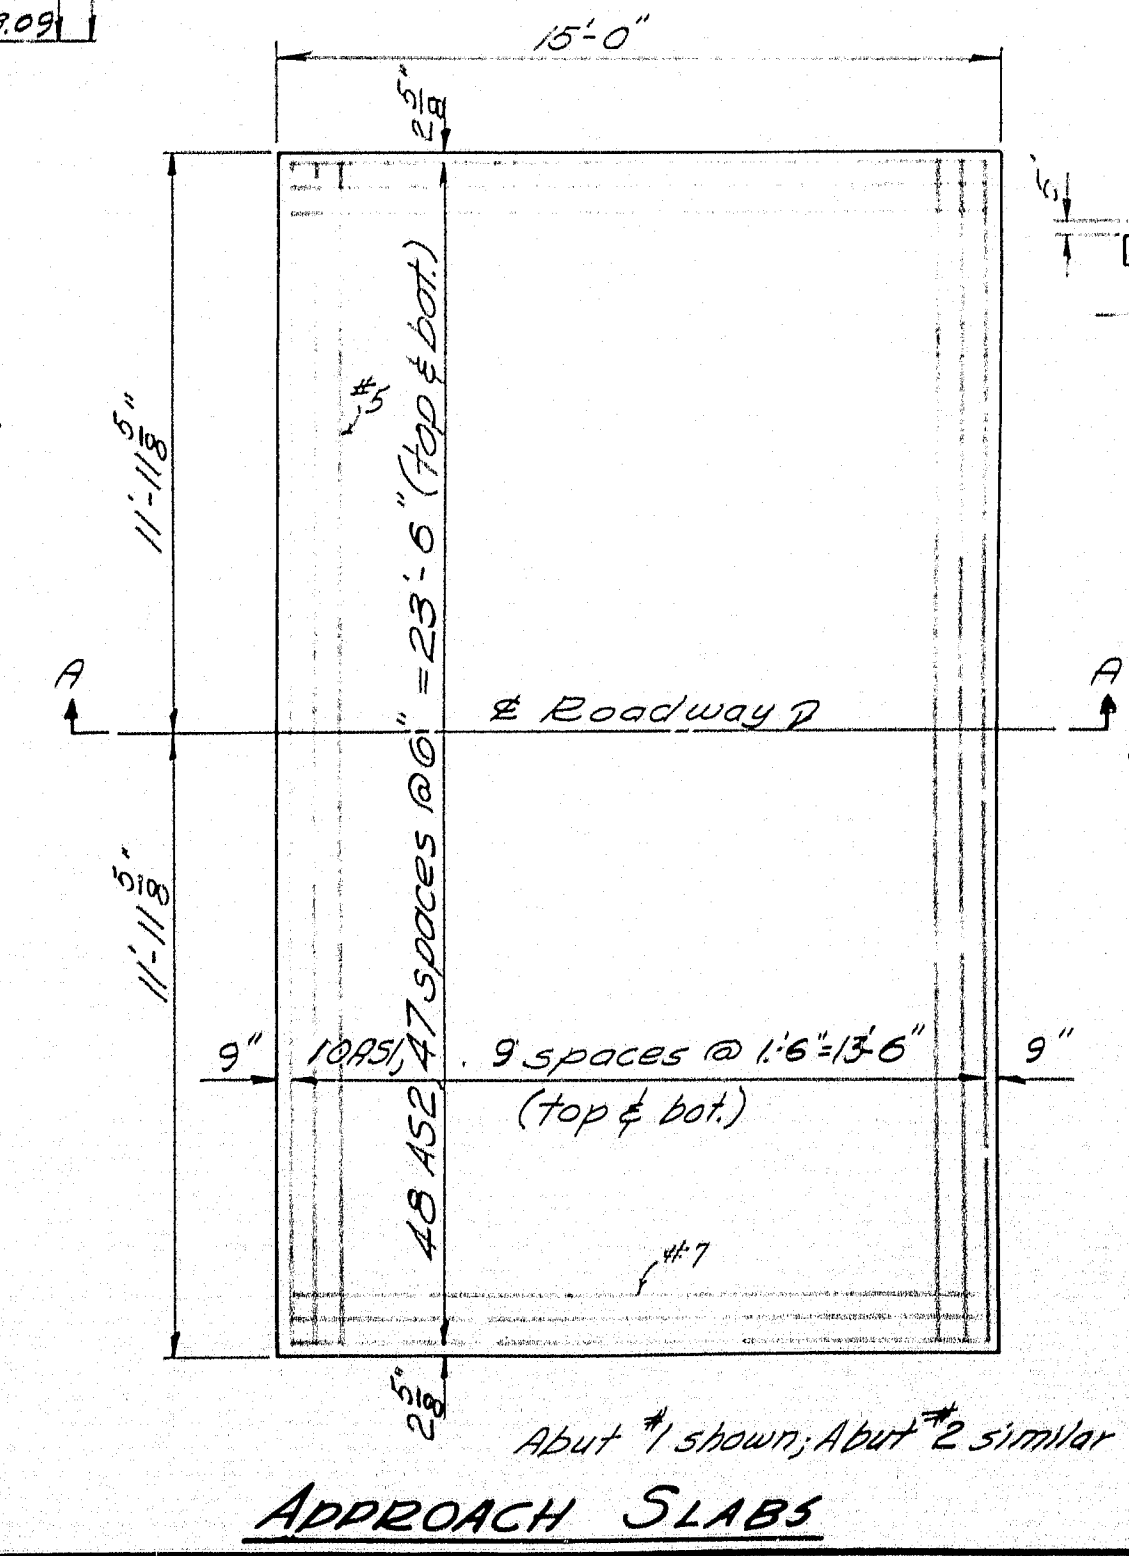 9.09
15'-0"
2 5/8"
11'-11 5/8"
#5
48 AS2, 47 spaces @ 6" = 23'-6" (top & bot.)
A
A
℄ Roadway D
11'-11 5/8"
9"
10AS1, 9 spaces @ 1'-6"=13'-6"
9"
(top & bot.)
#7
2 5/8"
Abut #1 shown; Abut #2 similar
APPROACH SLABS